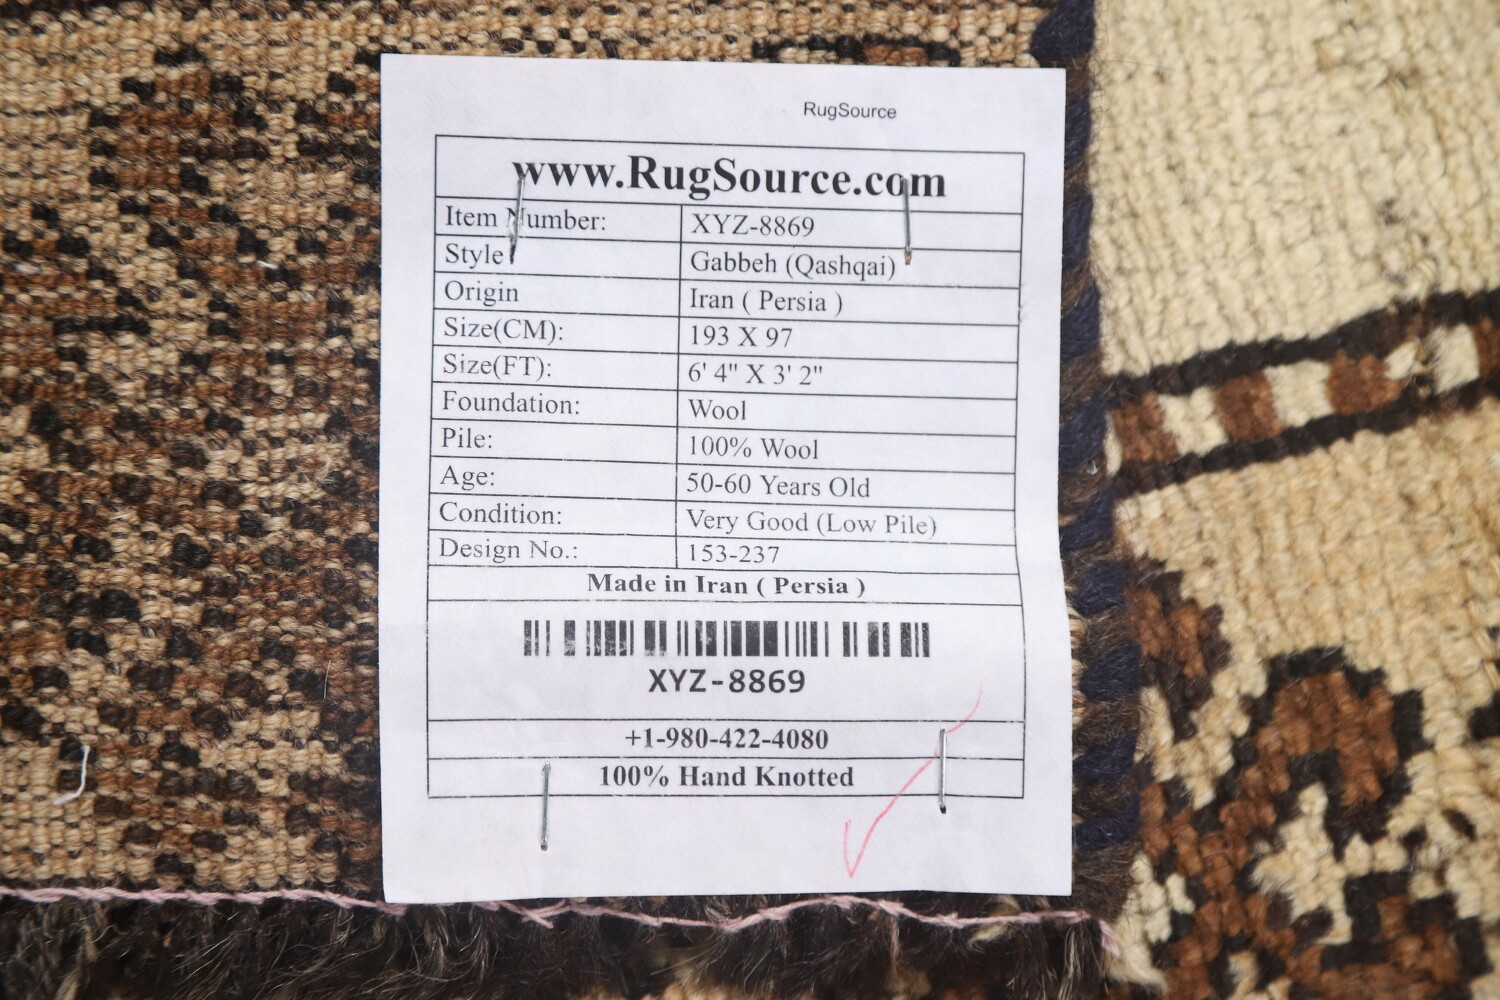 RugSource
www.RugSource.com
Item Number: XYZ-8869
Style Gabbeh (Qashqai)
Origin Iran ( Persia )
Size(CM): 193 X 97
Size(FT): 6' 4" X 3' 2"
Foundation: Wool
Pile: 100% Wool
Age: 50-60 Years Old
Condition: Very Good (Low Pile)
Design No.: 153-237
Made in Iran ( Persia )
XYZ-8869
+1-980-422-4080
100% Hand Knotted